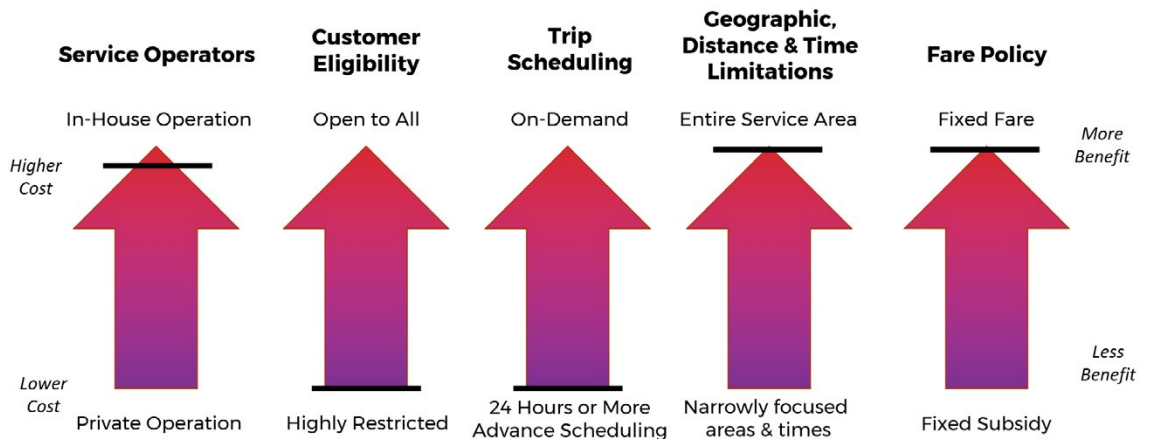 Service Operators
Customer
Eligibility
Trip
Scheduling
Geographic,
Distance & Time
Limitations
Fare Policy
In-House Operation
Open to All
On-Demand
Entire Service Area
Fixed Fare
Higher
Cost
More
Benefit
Lower
Cost
Less
Benefit
Private Operation
Highly Restricted
24 Hours or More
Advance Scheduling
Narrowly focused
areas & times
Fixed Subsidy